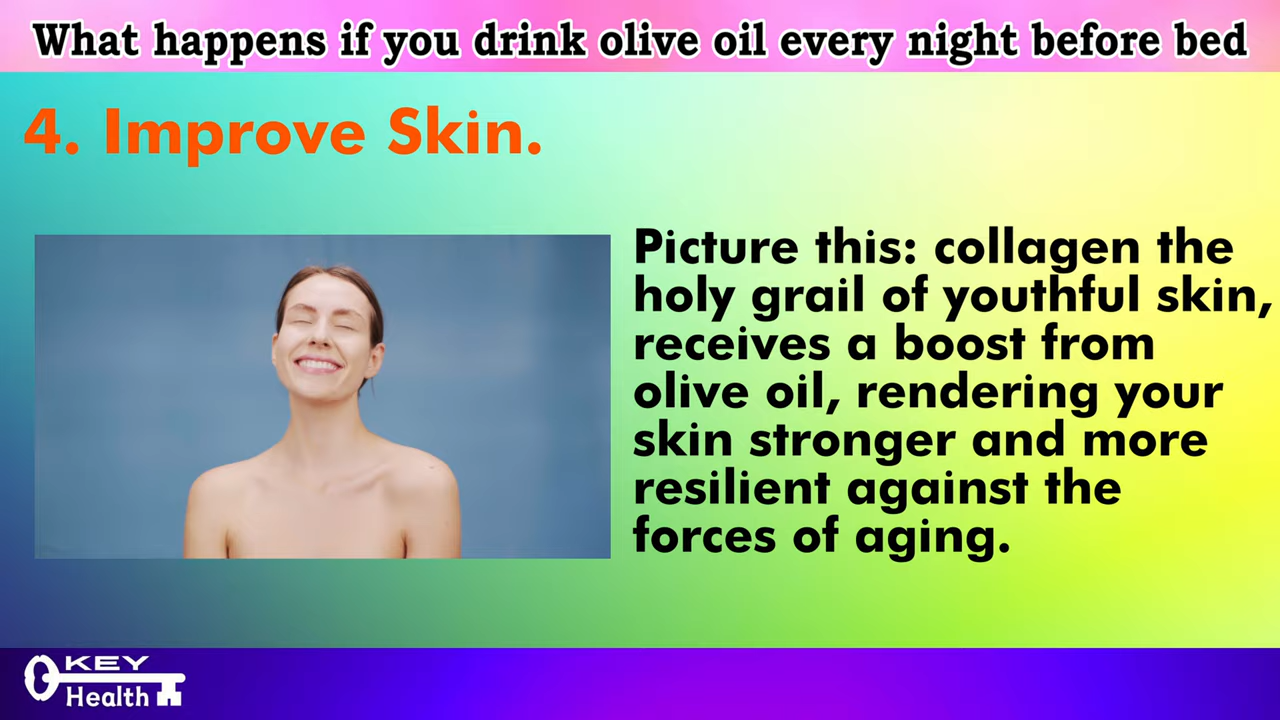 What happens if you drink olive oil every night before bed
4. Improve Skin.
Picture this: collagen the
holy grail of youthful skin,
receives a boost from
olive oil, rendering your
skin stronger and more
resilient against the
forces of aging.
KEY
Health